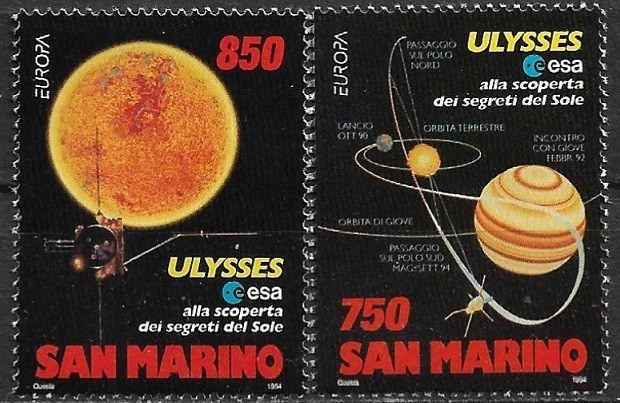 EUROPA
850
ULYSSES
esa
alla scoperta
dei segreti del Sole
SAN MARINO
Questa
1994
EUROPA
PASSAGGIO
SUL POLO
NORD
ULYSSES
esa
alla scoperta
dei segreti del Sole
LANCIO
OTT 90
ORBITA TERRESTRE
INCONTRO
CON GIOVE
FEBBR 92
ORBITA DI GIOVE
PASSAGGIO
SUL POLO SUD
MAG-SETT 94
750
SAN MARINO
Questa
1994